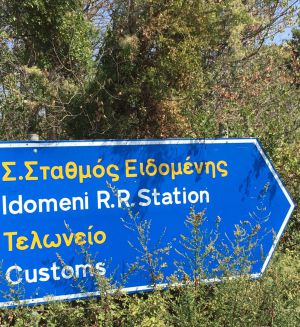 Σ.Σταθμός Ειδομένης
Idomeni R.R. Station
Τελωνείο
Customs